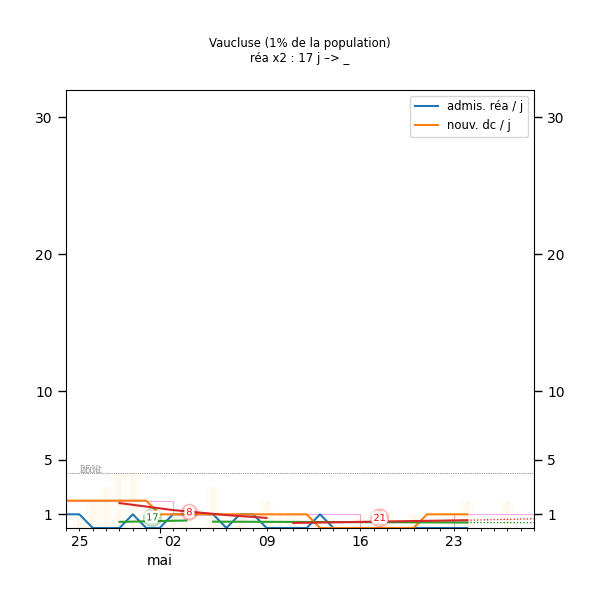 Vaucluse (1% de la population)
réa x2 : 17 j –> _
admis. réa / j
nouv. dc / j
30 30
20 20
10 10
5 5
1 1
17 8 21
25 02 09 16 23
mai